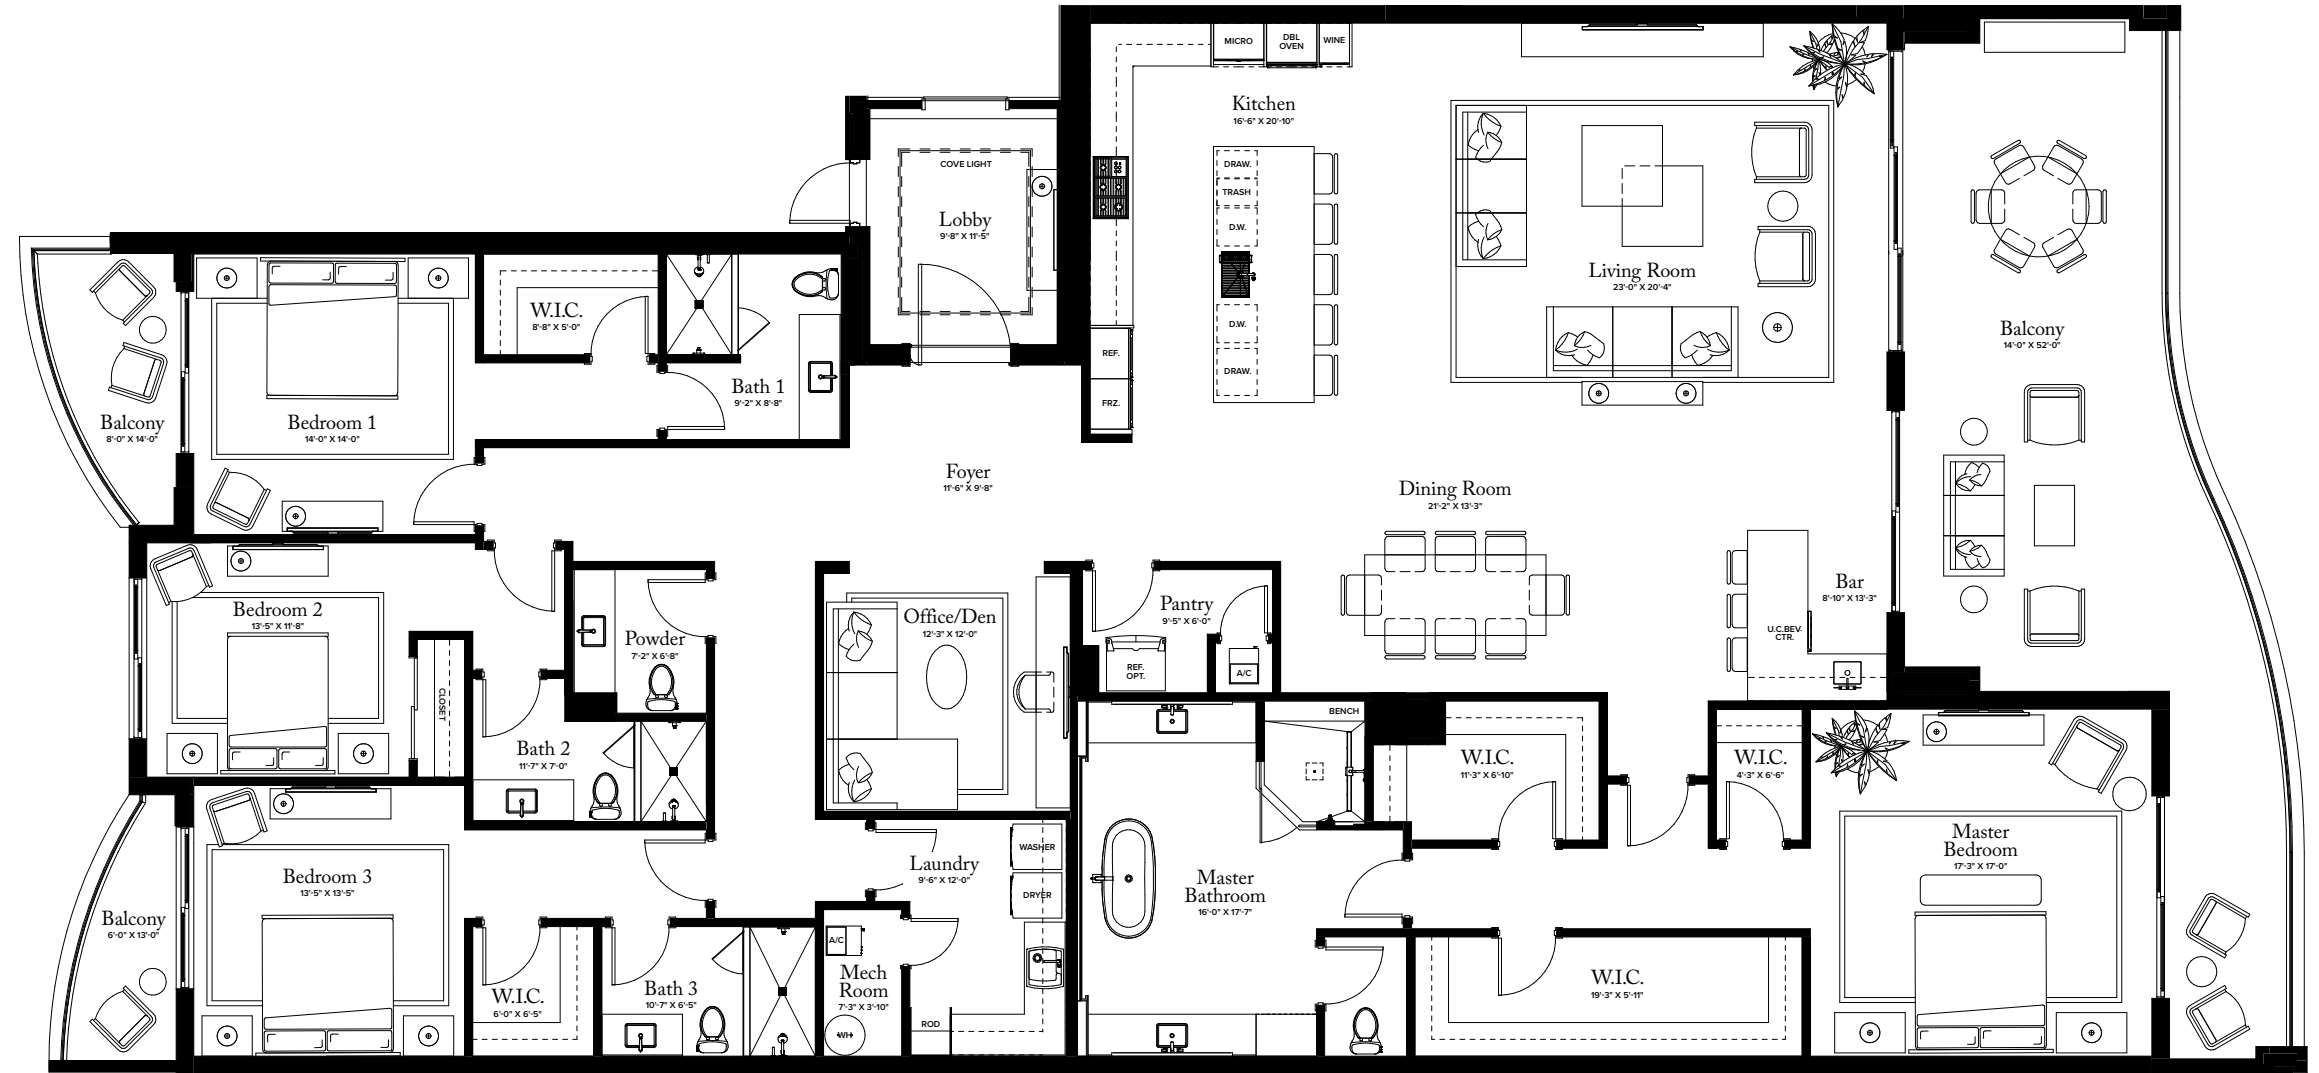 MICRO
DBL
OVEN
WINE
Kitchen
16'-6" X 20'-10"
COVE LIGHT
DRAW.
TRASH
D.W.
Lobby
9'-8" X 11'-5"
Living Room
23'-0" X 20'-4"
W.I.C.
8'-8" X 5'-0"
D.W.
Balcony
14'-0" X 52'-0"
REF.
DRAW.
FRZ.
Bath 1
9'-2" X 8'-8"
Balcony
8'-0" X 14'-0"
Bedroom 1
14'-0" X 14'-0"
Foyer
11'-6" X 9'-8"
Dining Room
21'-2" X 13'-3"
Bar
8'-10" X 13'-3"
U.C.BEV-
CTR.
Bedroom 2
13'-5" X 11'-8"
Powder
7'-2" X 6'-8"
Office/Den
12'-3" X 12'-0"
Pantry
9'-5" X 6'-0"
REF.
OPT.
A/C
CLOSET
BENCH
Bath 2
11'-7" X 7'-0"
W.I.C.
11'-3" X 6'-10"
W.I.C.
4'-3" X 6'-6"
Master
Bedroom
17'-3" X 17'-0"
WASHER
Laundry
9'-6" X 12'-0"
DRYER
Bedroom 3
13'-5" X 13'-5"
Master
Bathroom
16'-0" X 17'-7"
Balcony
6'-0" X 13'-0"
A/C
Mech
Room
7'-3" X 3'-10"
W.I.C.
6'-0" X 6'-5"
Bath 3
10'-7" X 6'-5"
W.I.C.
19'-3" X 5'-11"
ROD
WH